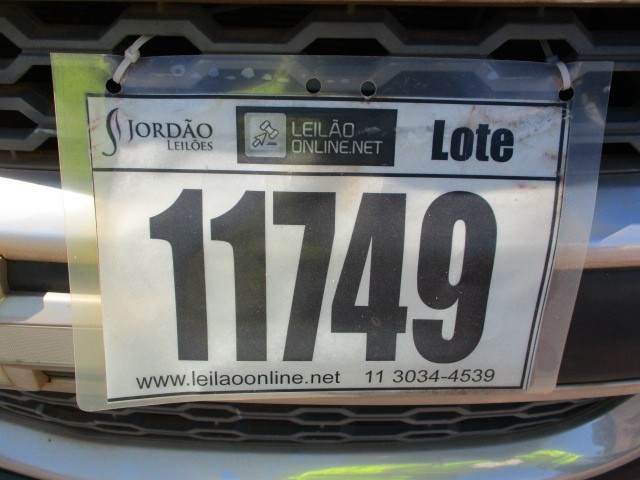 JORDÃO
LEILÕES
LEILÃO
ONLINE.NET
Lote
11749
www.leilaoonline.net 11 3034-4539